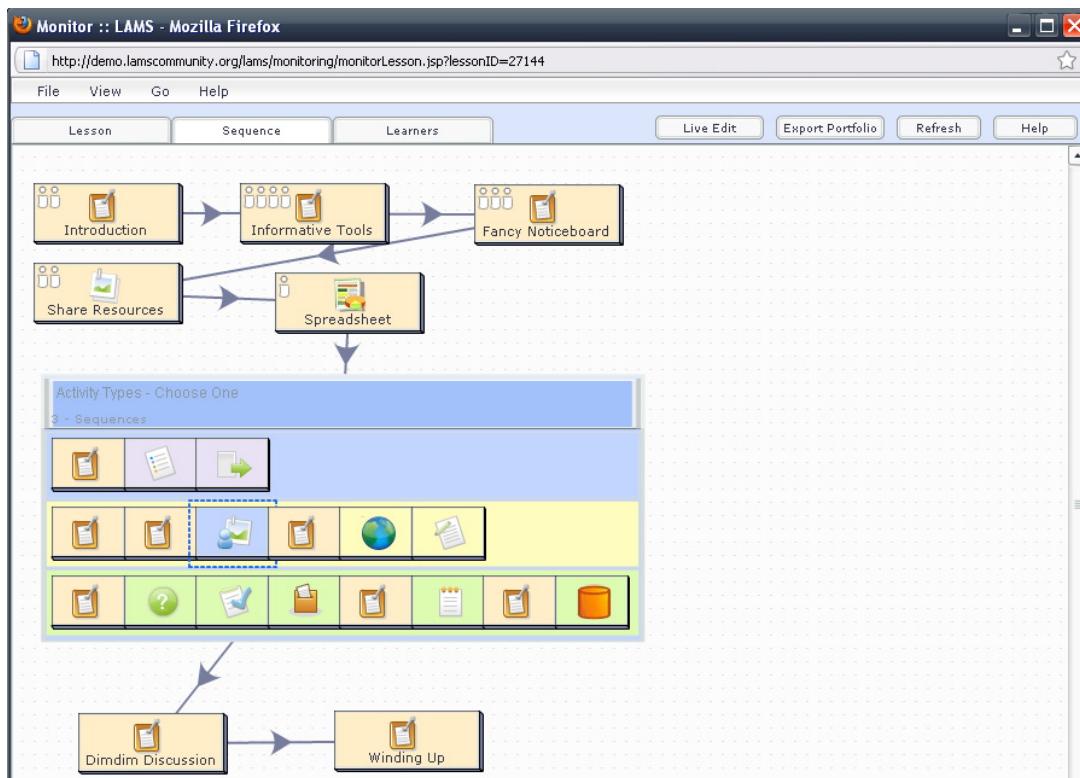 Monitor :: LAMS - Mozilla Firefox
http://demo.lamscommunity.org/lams/monitoring/monitorLesson.jsp?lessonID=27144
File View Go Help
Lesson Sequence Learners Live Edit Export Portfolio Refresh Help
Introduction Informative Tools Fancy Noticeboard
Share Resources Spreadsheet
Activity Types - Choose One
3 - Sequences
Dimdim Discussion Winding Up